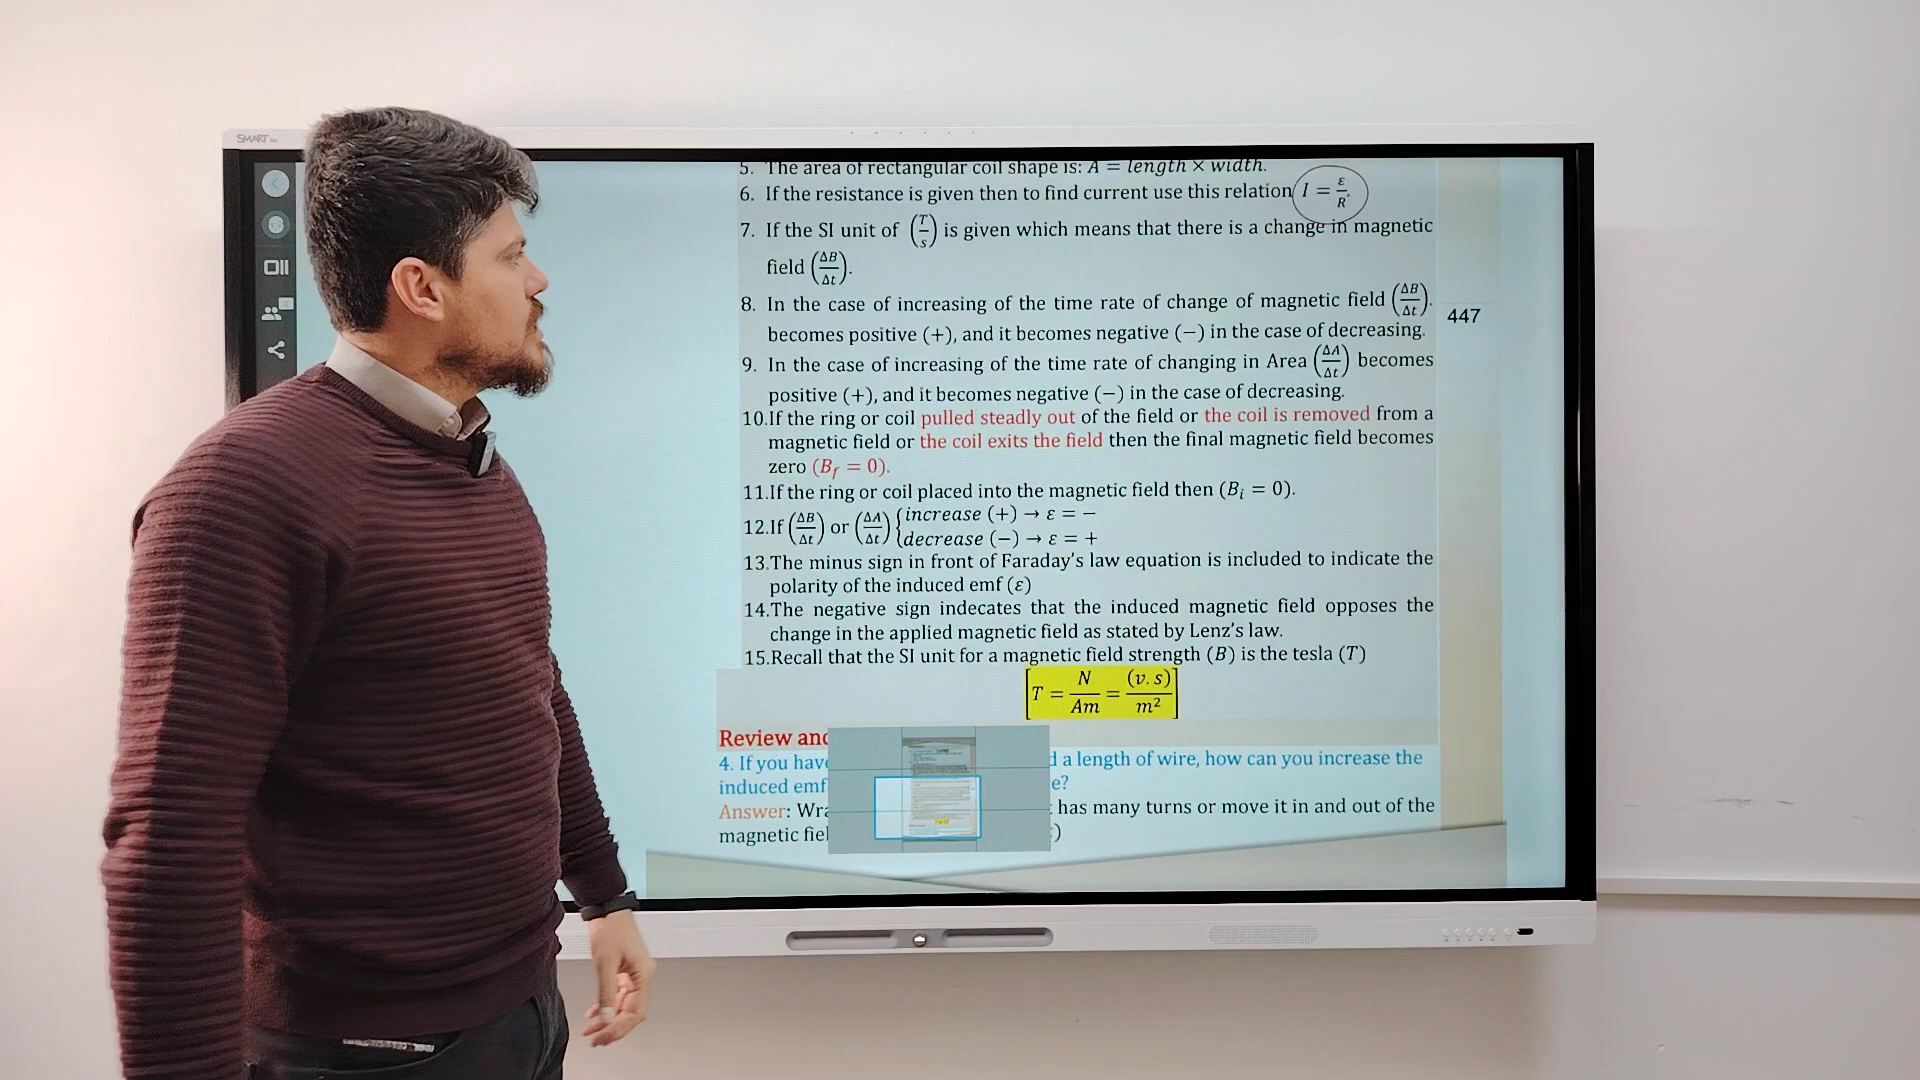 SMART
5. The area of rectangular coil shape is: A = length × width.
6. If the resistance is given then to find current use this relation I = ε/R.
7. If the SI unit of (T/s) is given which means that there is a change in magnetic
field (ΔB/Δt).
8. In the case of increasing of the time rate of change of magnetic field (ΔB/Δt).
becomes positive (+), and it becomes negative (−) in the case of decreasing.
447
9. In the case of increasing of the time rate of changing in Area (ΔA/Δt) becomes
positive (+), and it becomes negative (−) in the case of decreasing.
10.If the ring or coil pulled steadily out of the field or the coil is removed from a
magnetic field or the coil exits the field then the final magnetic field becomes
zero (Bf = 0).
11.If the ring or coil placed into the magnetic field then (Bi = 0).
12.If (ΔB/Δt) or (ΔA/Δt) {increase (+) → ε = −
decrease (−) → ε = +
13.The minus sign in front of Faraday's law equation is included to indicate the
polarity of the induced emf (ε)
14.The negative sign indecates that the induced magnetic field opposes the
change in the applied magnetic field as stated by Lenz's law.
15.Recall that the SI unit for a magnetic field strength (B) is the tesla (T)
[T = N/Am = (v.s)/m²]
Review and
4. If you have d a length of wire, how can you increase the
induced emf e?
Answer: Wra has many turns or move it in and out of the
magnetic fiel )